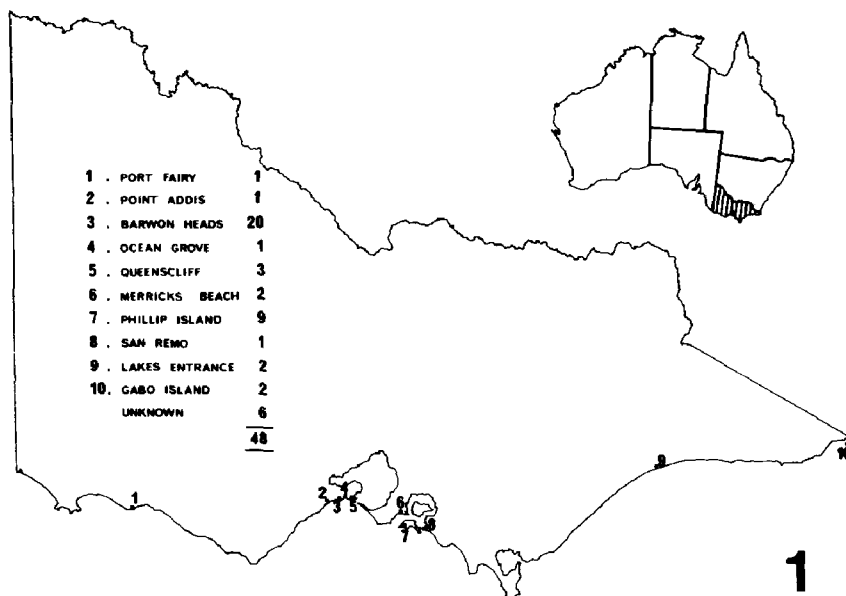 1 . PORT FAIRY 1
2 . POINT ADDIS 1
3 . BARWON HEADS 20
4 . OCEAN GROVE 1
5 . QUEENSCLIFF 3
6 . MERRICKS BEACH 2
7 . PHILLIP ISLAND 9
8 . SAN REMO 1
9 . LAKES ENTRANCE 2
10. GABO ISLAND 2
UNKNOWN 6
48
10
9
4
2
3
5
6
8
1
7
1